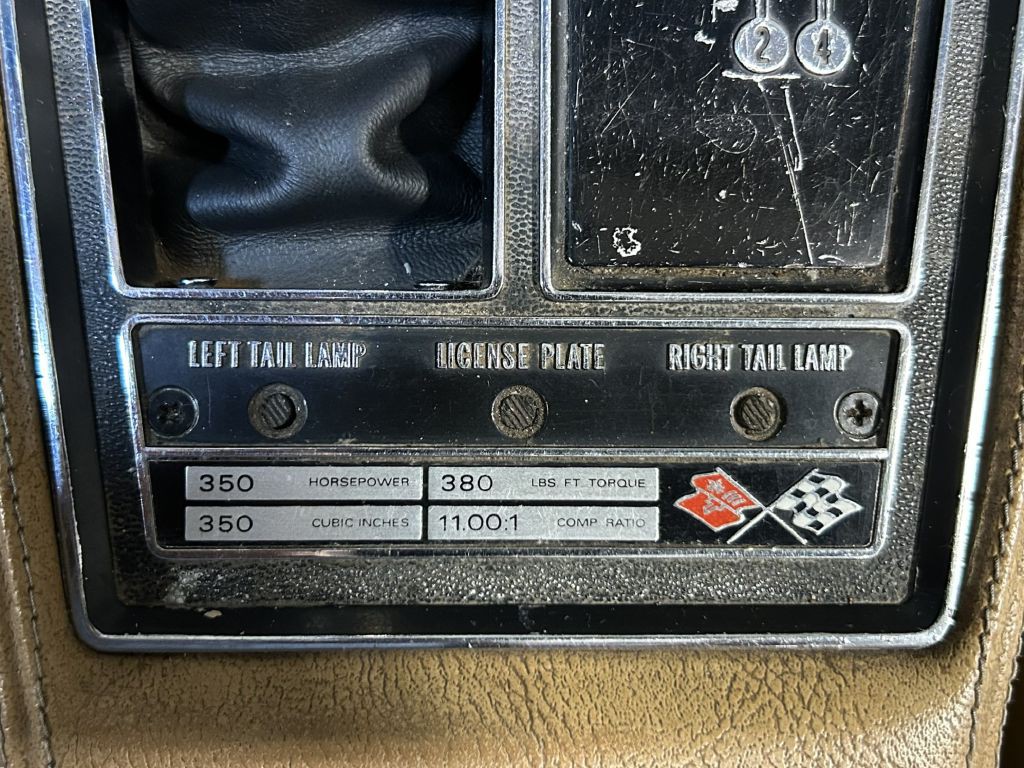 2 4
LEFT TAIL LAMP LICENSE PLATE RIGHT TAIL LAMP
350 HORSEPOWER 380 LBS. FT. TORQUE
350 CUBIC INCHES 11.00:1 COMP. RATIO